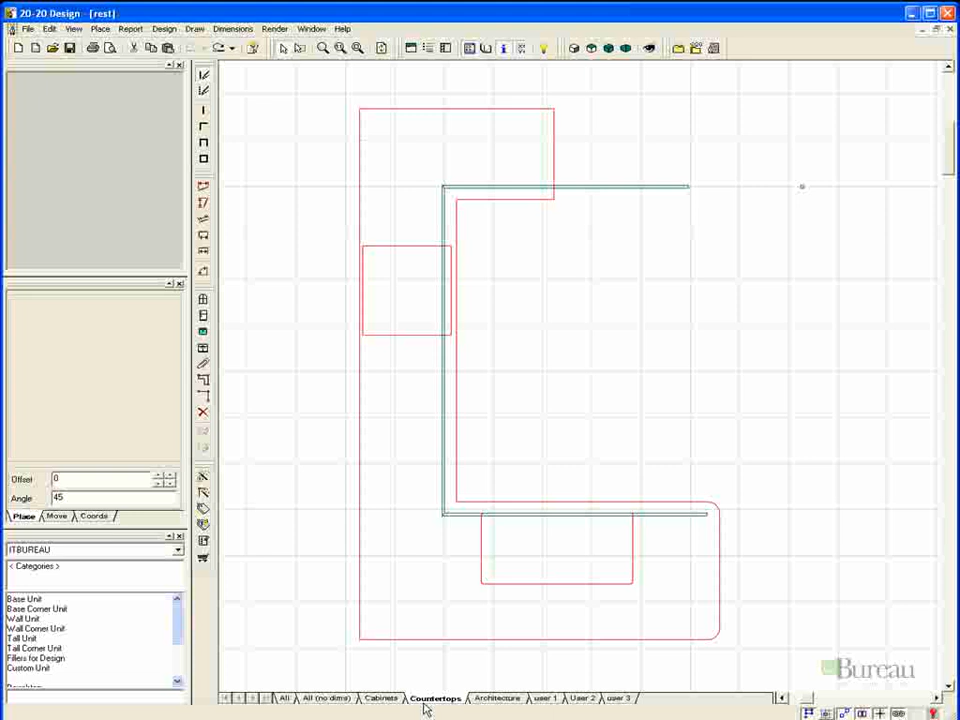 20-20 Design - [rest]
File Edit View Place Report Design Draw Dimensions Render Window Help
Offset 0
Angle 45
Place Move Coords
ITBUREAU
< Categories >
Base Unit
Base Corner Unit
Wall Unit
Wall Corner Unit
Tall Unit
Tall Corner Unit
Fillers for Design
Custom Unit
Bureau
All All (no dims) Cabinets Countertops Architecture user 1 User 2 user 3